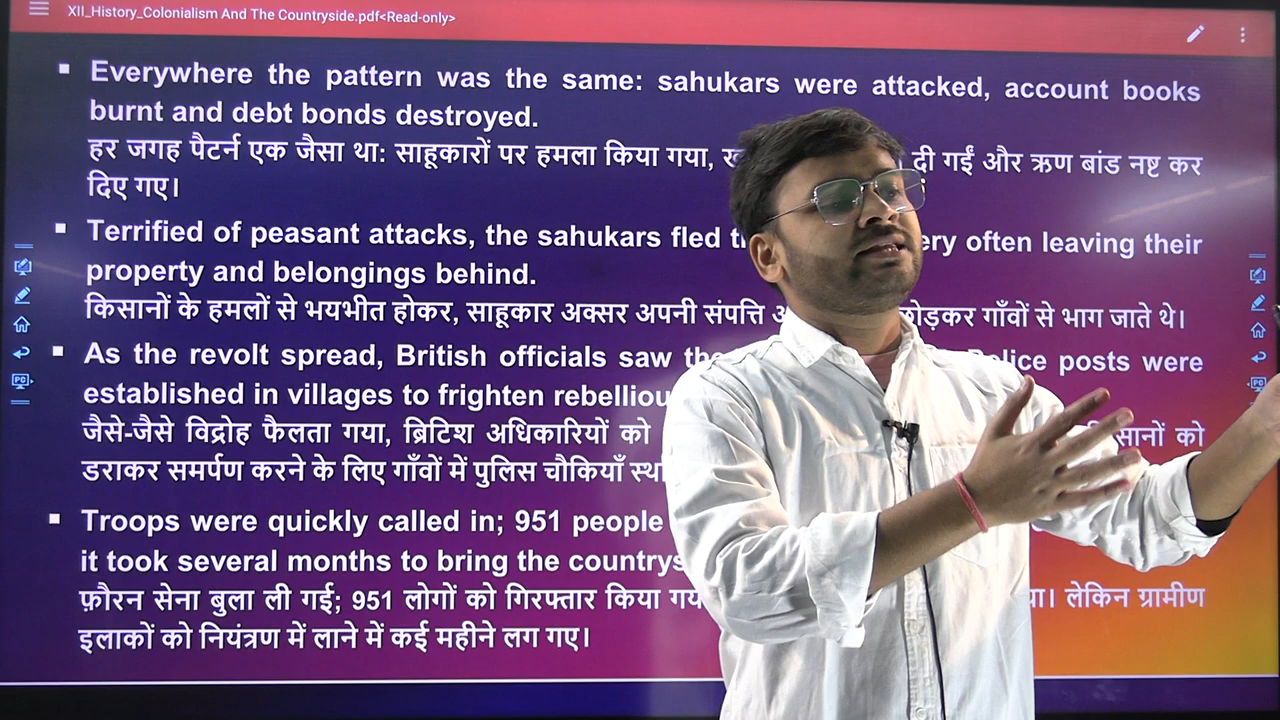 XII_History_Colonialism And The Countryside.pdf<Read-only>
▪ Everywhere the pattern was the same: sahukars were attacked, account books
burnt and debt bonds destroyed.
हर जगह पैटर्न एक जैसा था: साहूकारों पर हमला किया गया, दी गईं और ऋण बांड नष्ट कर
दिए गए।
▪ Terrified of peasant attacks, the sahukars fled often leaving their
property and belongings behind.
किसानों के हमलों से भयभीत होकर, साहूकार अक्सर अपनी संपत्ति छोड़कर गाँवों से भाग जाते थे।
▪ As the revolt spread, British officials saw the Police posts were
established in villages to frighten
जैसे-जैसे विद्रोह फैलता गया, ब्रिटिश अधिकारियों को को
डराकर समर्पण करने के लिए गाँवों में पुलिस चौकियाँ
▪ Troops were quickly called in; 951 people
it took several months to bring the
फ़ौरन सेना बुला ली गई; 951 लोगों को गिरफ्तार किया लेकिन ग्रामीण
इलाकों को नियंत्रण में लाने में कई महीने लग गए।
PC
PC